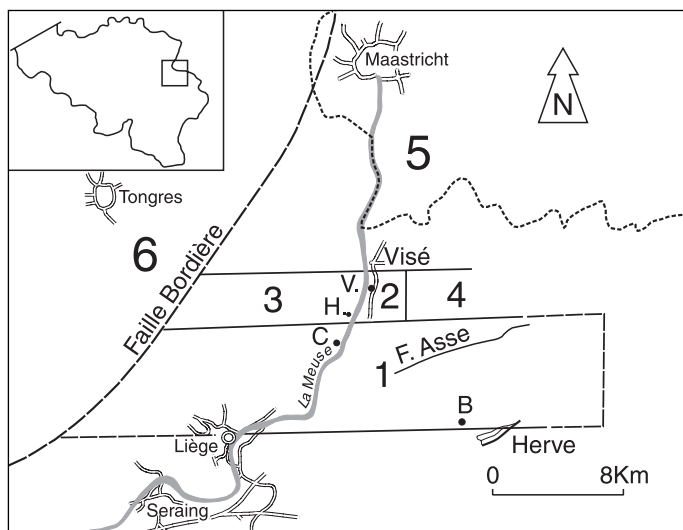 Maastricht
N
5
Tongres
6
Faille Bordière
Visé
V.
2
3
4
H.
C
F. Asse
1
La Meuse
B
Liège
Herve
0 8Km
Seraing